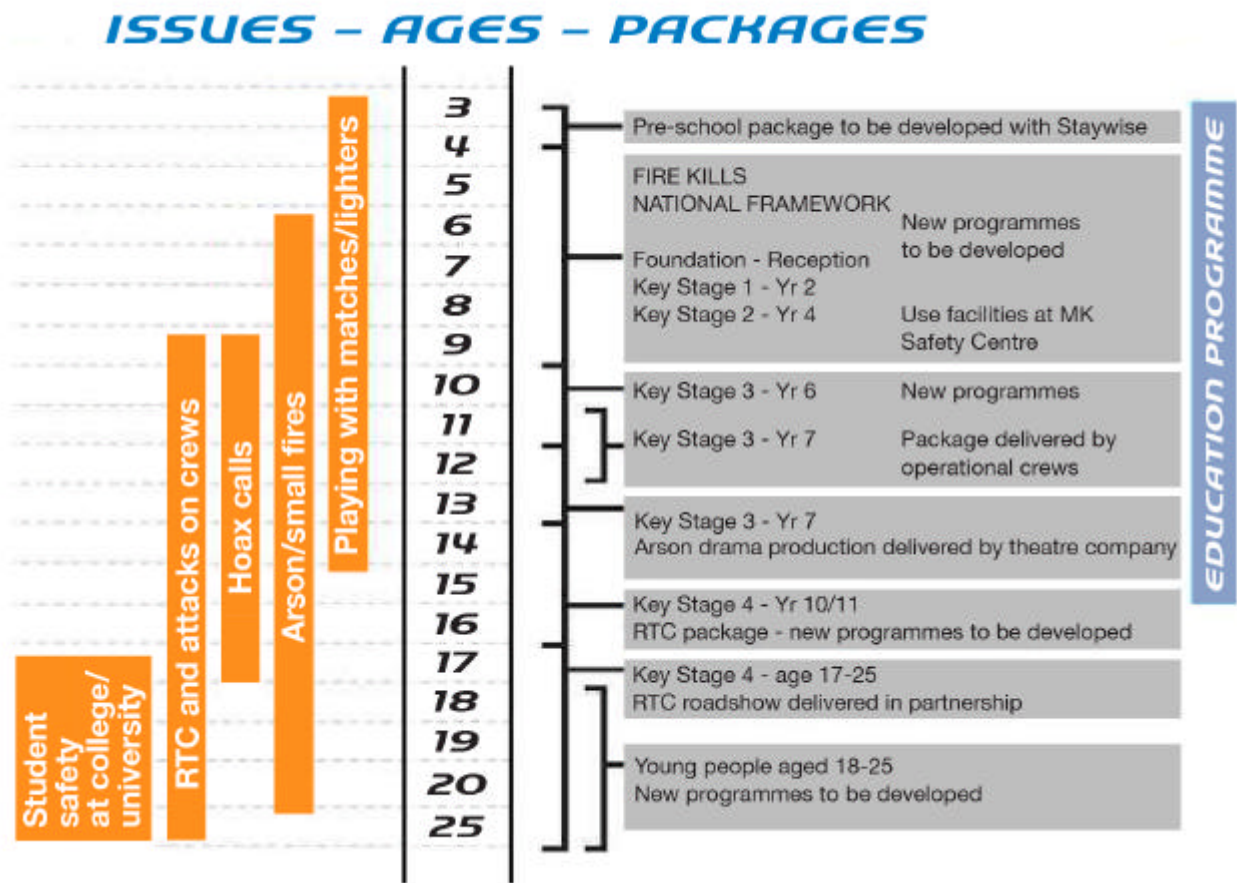 ISSUES – AGES – PACKAGES
Student
safety
at college/
university
RTC and attacks on crews
Hoax calls
Arson/small fires
Playing with matches/lighters
3
4
5
6
7
8
9
10
11
12
13
14
15
16
17
18
19
20
25
Pre-school package to be developed with Staywise
FIRE KILLS
NATIONAL FRAMEWORK
New programmes
to be developed
Foundation - Reception
Key Stage 1 - Yr 2
Key Stage 2 - Yr 4
Use facilities at MK
Safety Centre
Key Stage 3 - Yr 6
New programmes
Key Stage 3 - Yr 7
Package delivered by
operational crews
Key Stage 3 - Yr 7
Arson drama production delivered by theatre company
Key Stage 4 - Yr 10/11
RTC package - new programmes to be developed
Key Stage 4 - age 17-25
RTC roadshow delivered in partnership
Young people aged 18-25
New programmes to be developed
EDUCATION PROGRAMME